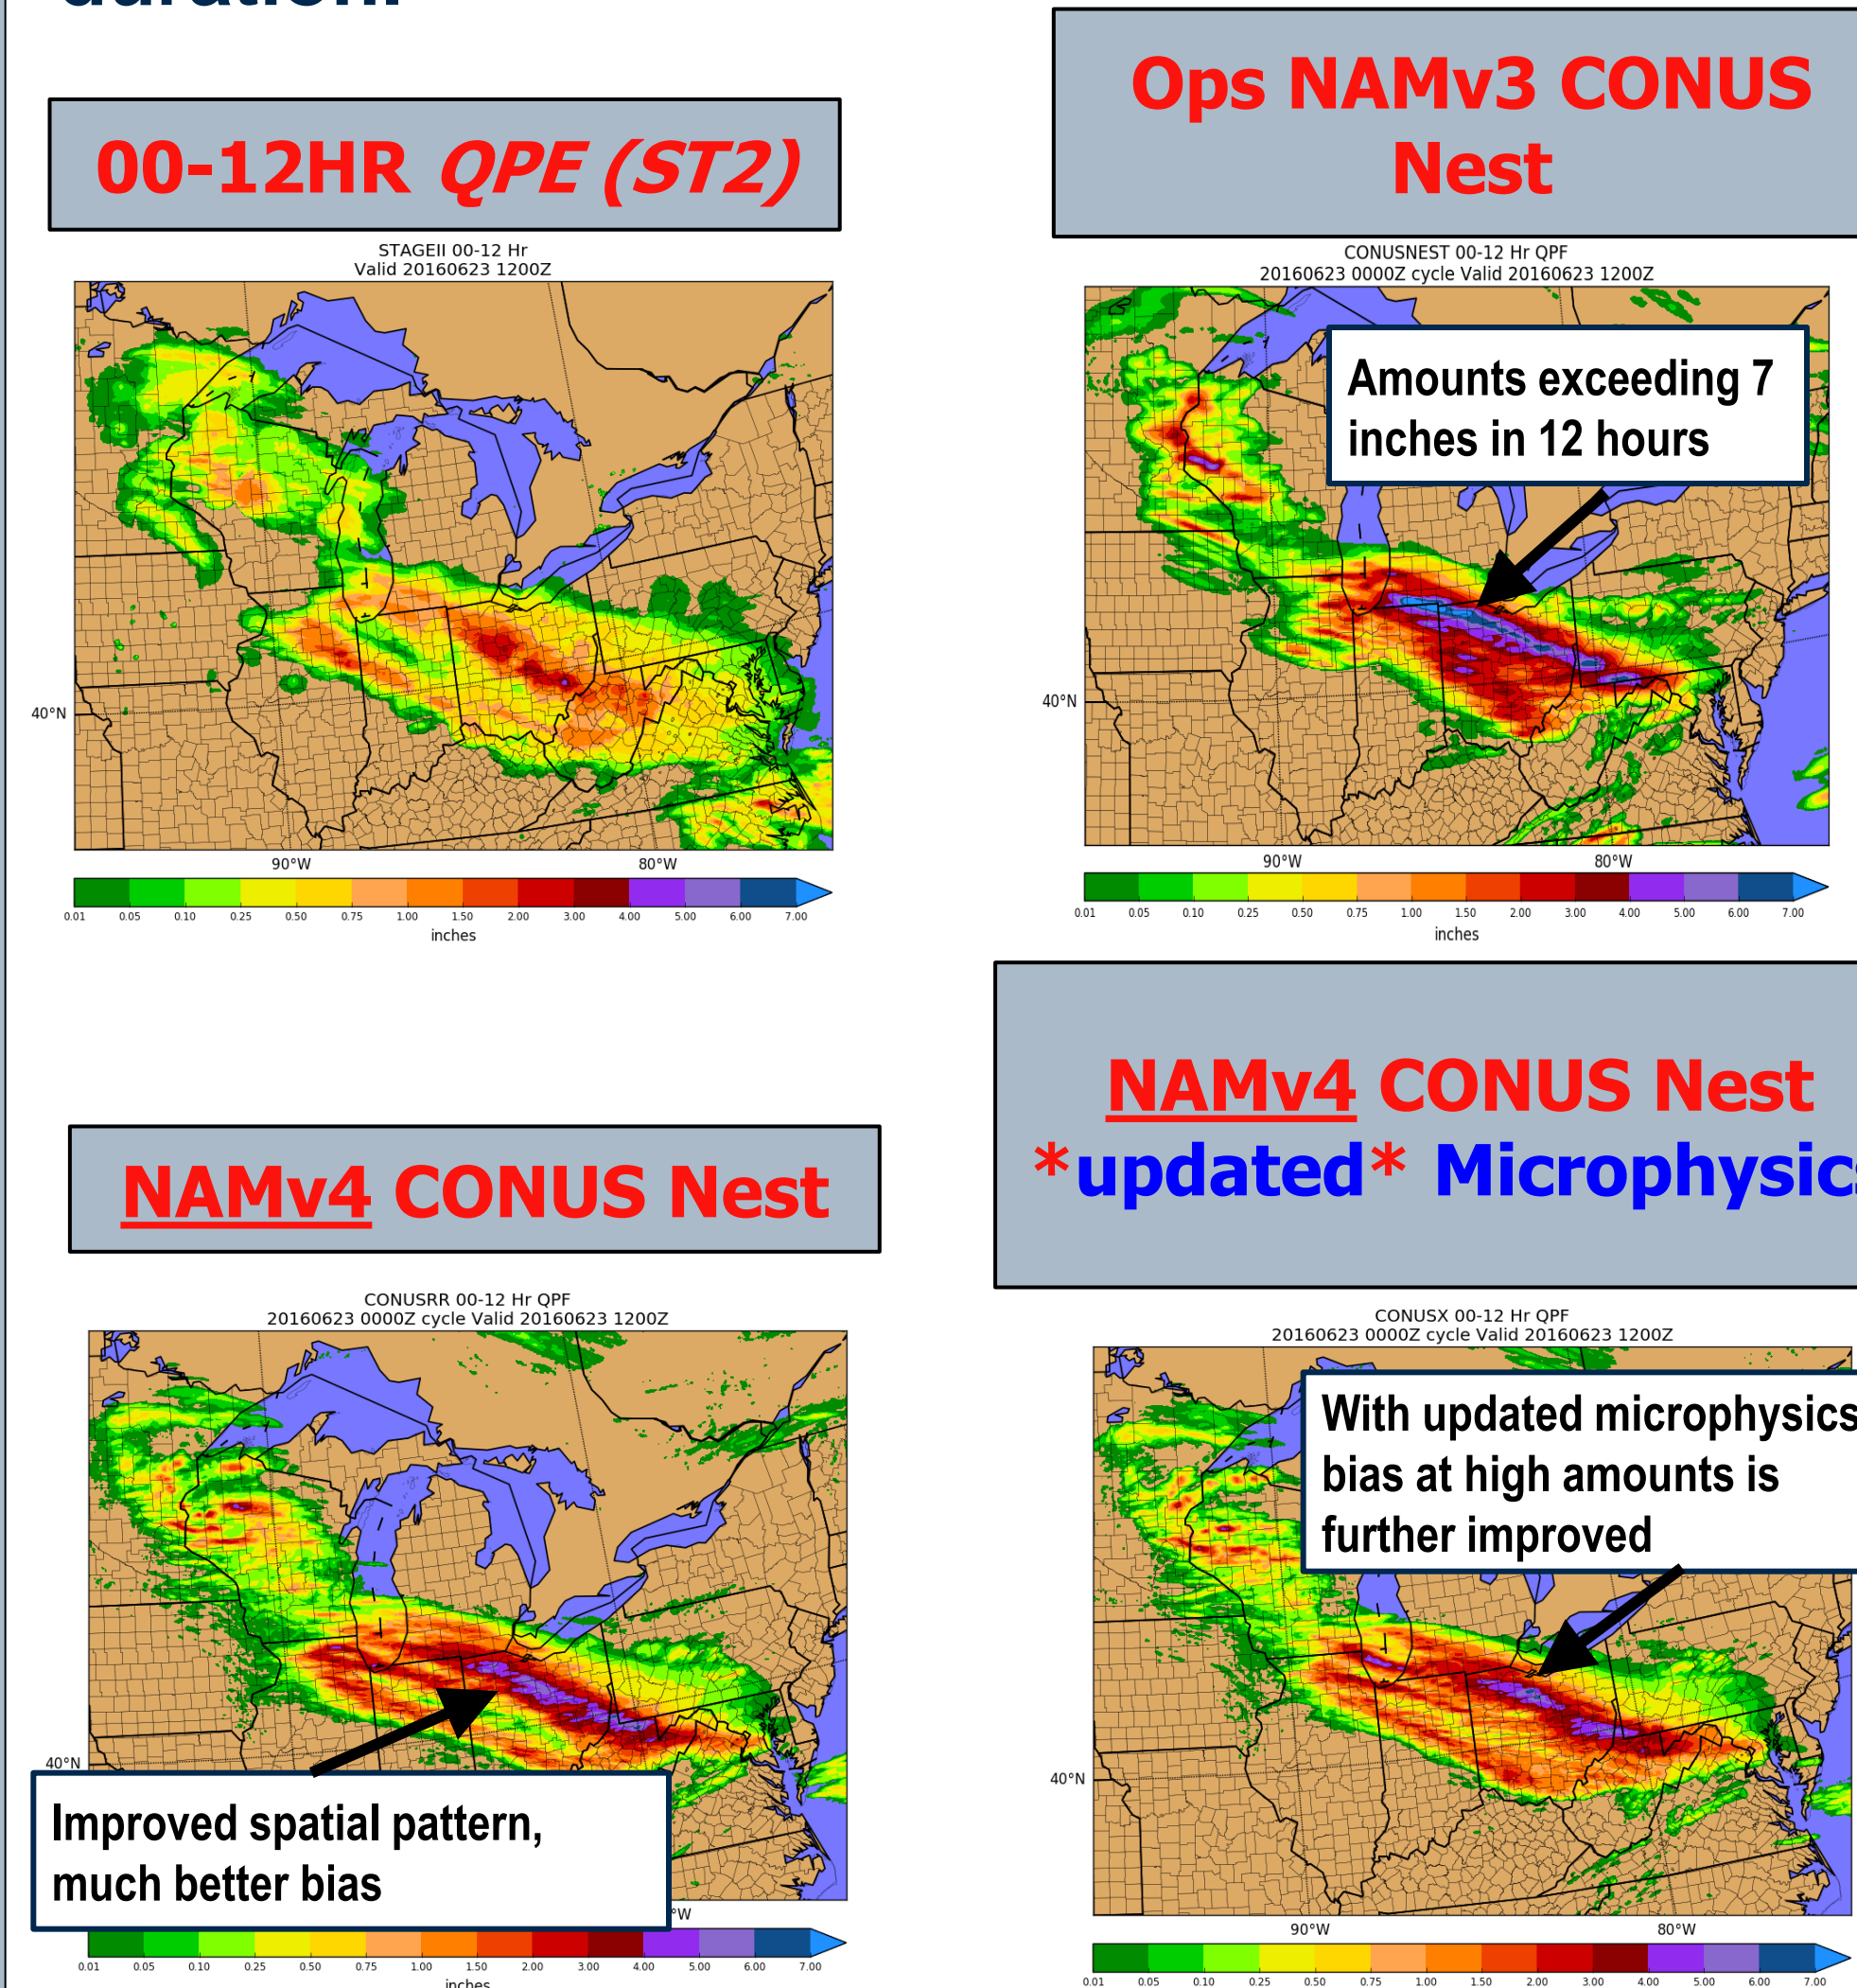 duration.
00-12HR QPE (ST2)
STAGEII 00-12 Hr
Valid 20160623 1200Z
40°N
90°W 80°W
0.01 0.05 0.10 0.25 0.50 0.75 1.00 1.50 2.00 3.00 4.00 5.00 6.00 7.00
inches
Ops NAMv3 CONUS
Nest
CONUSNEST 00-12 Hr QPF
20160623 0000Z cycle Valid 20160623 1200Z
Amounts exceeding 7
inches in 12 hours
40°N
90°W 80°W
0.01 0.05 0.10 0.25 0.50 0.75 1.00 1.50 2.00 3.00 4.00 5.00 6.00 7.00
inches
NAMv4 CONUS Nest
CONUSRR 00-12 Hr QPF
20160623 0000Z cycle Valid 20160623 1200Z
40°N
Improved spatial pattern,
much better bias
°W
0.01 0.05 0.10 0.25 0.50 0.75 1.00 1.50 2.00 3.00 4.00 5.00 6.00 7.00
inches
NAMv4 CONUS Nest
*updated* Microphysics
CONUSX 00-12 Hr QPF
20160623 0000Z cycle Valid 20160623 1200Z
With updated microphysics
bias at high amounts is
further improved
40°N
90°W 80°W
0.01 0.05 0.10 0.25 0.50 0.75 1.00 1.50 2.00 3.00 4.00 5.00 6.00 7.00